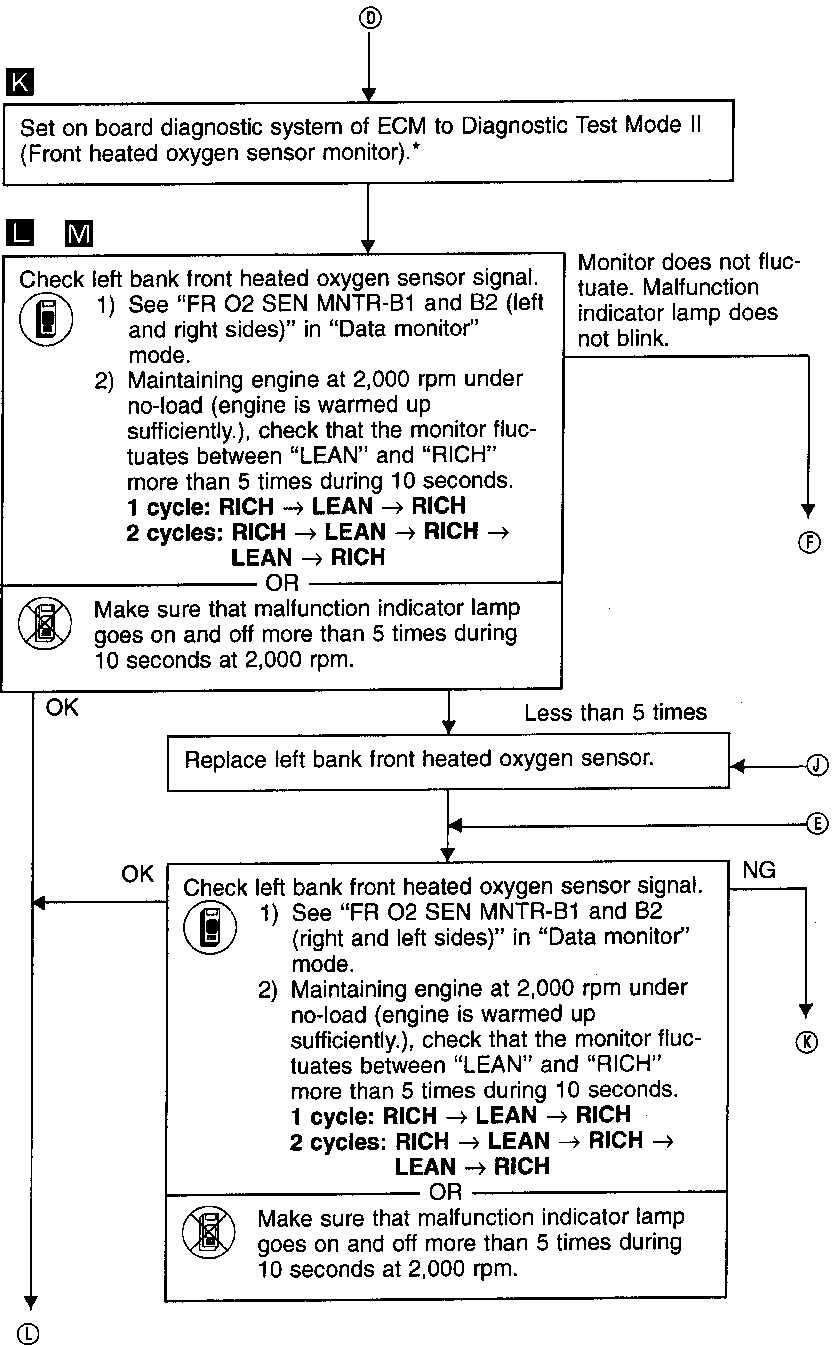 D
K
Set on board diagnostic system of ECM to Diagnostic Test Mode II
(Front heated oxygen sensor monitor).*
L M
Check left bank front heated oxygen sensor signal.
1) See “FR O2 SEN MNTR-B1 and B2 (left
and right sides)” in “Data monitor”
mode.
2) Maintaining engine at 2,000 rpm under
no-load (engine is warmed up
sufficiently.), check that the monitor fluc-
tuates between “LEAN” and “RICH”
more than 5 times during 10 seconds.
1 cycle: RICH → LEAN → RICH
2 cycles: RICH → LEAN → RICH →
LEAN → RICH
OR
Make sure that malfunction indicator lamp
goes on and off more than 5 times during
10 seconds at 2,000 rpm.
Monitor does not fluc-
tuate. Malfunction
indicator lamp does
not blink.
F
OK
Less than 5 times
Replace left bank front heated oxygen sensor.
J
E
OK
NG
Check left bank front heated oxygen sensor signal.
1) See “FR O2 SEN MNTR-B1 and B2
(right and left sides)” in “Data monitor”
mode.
2) Maintaining engine at 2,000 rpm under
no-load (engine is warmed up
sufficiently.), check that the monitor fluc-
tuates between “LEAN” and “RICH”
more than 5 times during 10 seconds.
1 cycle: RICH → LEAN → RICH
2 cycles: RICH → LEAN → RICH →
LEAN → RICH
OR
Make sure that malfunction indicator lamp
goes on and off more than 5 times during
10 seconds at 2,000 rpm.
K
L